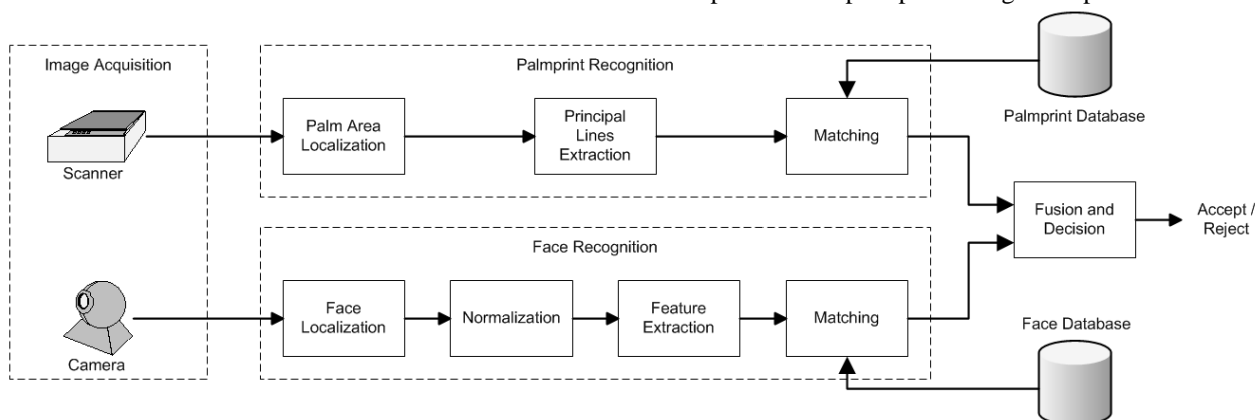 Image Acquisition
Scanner
Camera
Palmprint Recognition
Palm Area
Localization
Principal
Lines
Extraction
Matching
Palmprint Database
Face Recognition
Face
Localization
Normalization
Feature
Extraction
Matching
Face Database
Fusion and
Decision
Accept /
Reject